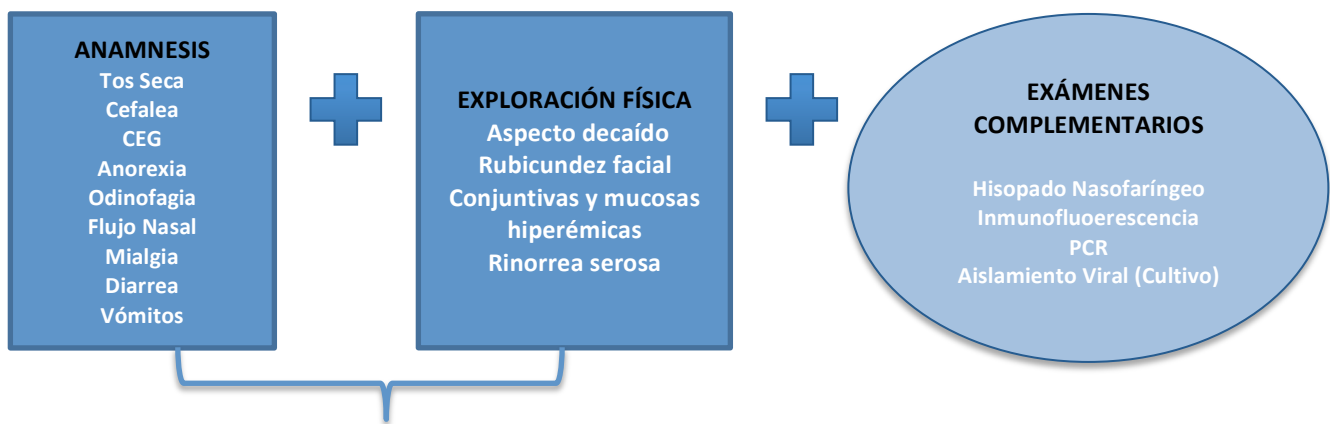 ANAMNESIS
Tos Seca
Cefalea
CEG
Anorexia
Odinofagia
Flujo Nasal
Mialgia
Diarrea
Vómitos
EXPLORACIÓN FÍSICA
Aspecto decaído
Rubicundez facial
Conjuntivas y mucosas
hiperémicas
Rinorrea serosa
EXÁMENES
COMPLEMENTARIOS
Hisopado Nasofaríngeo
Inmunofluoerescencia
PCR
Aislamiento Viral (Cultivo)